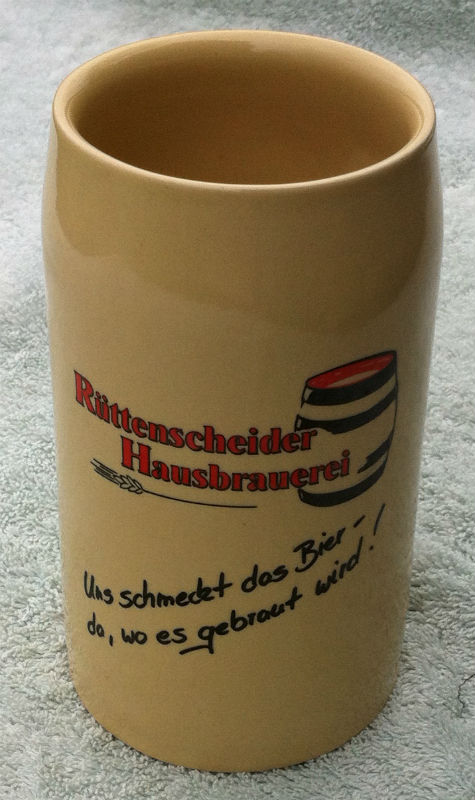 Rüttenscheider
Hausbrauerei
Uns schmeckt das Bier -
da, wo es gebraut wird!